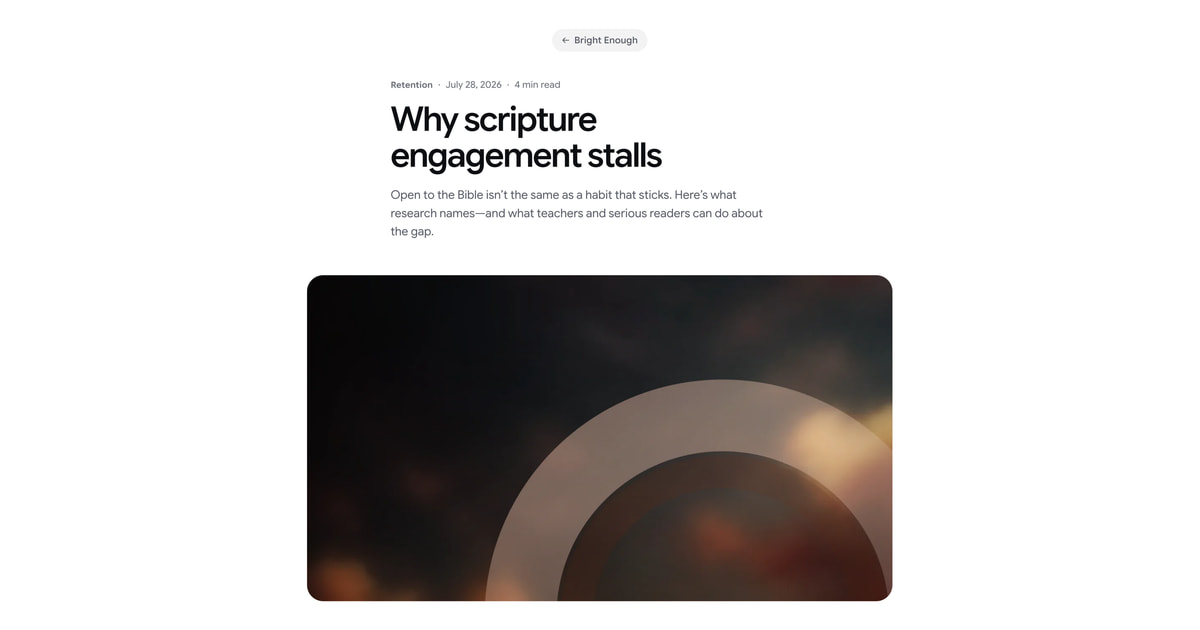 ← Bright Enough
Retention · July 28, 2026 · 4 min read
Why scripture
engagement stalls
Open to the Bible isn’t the same as a habit that sticks. Here’s what
research names—and what teachers and serious readers can do about
the gap.